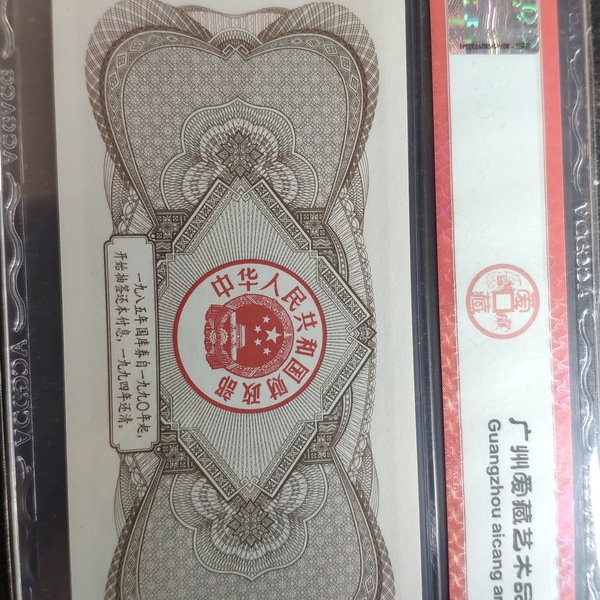 中华人民共和国财政部
一九八五年国库券自一九九〇年起,
开始抽签还本付息,一九九四年还清。
广州爱藏艺术品
Guangzhou aicang ar